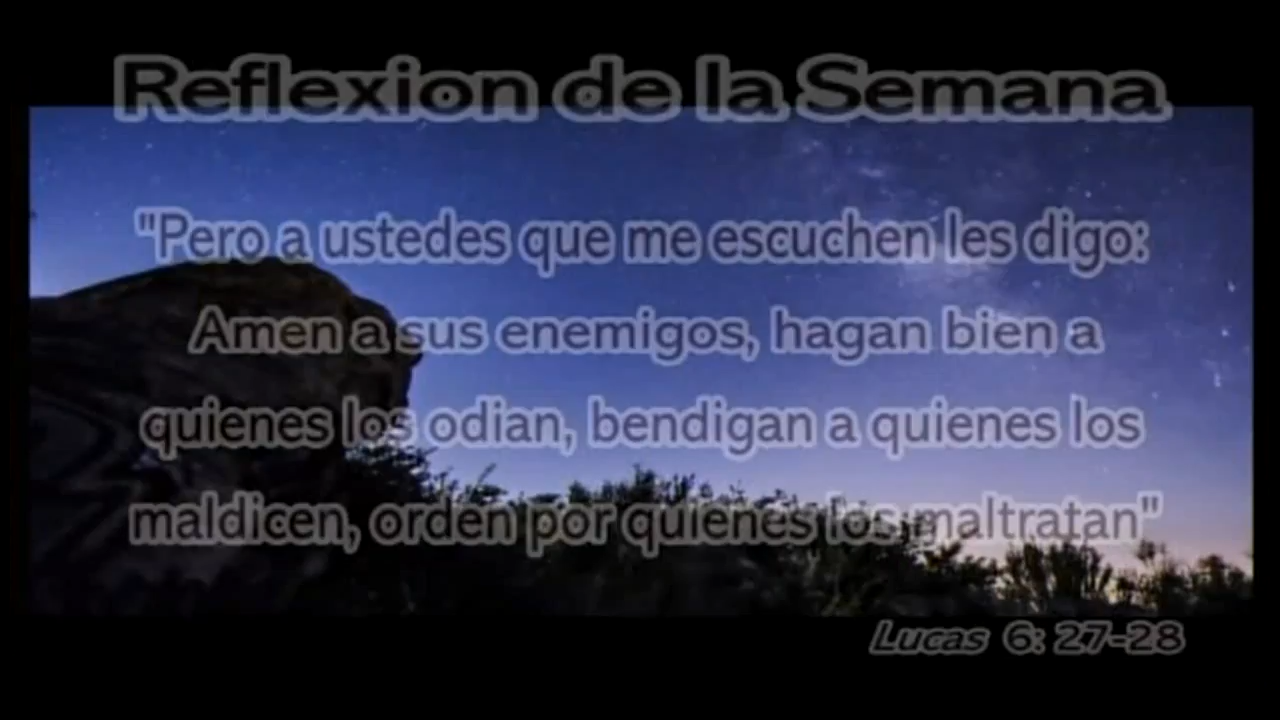 Reflexion de la Semana
"Pero a ustedes que me escuchen les digo:
Amen a sus enemigos, hagan bien a
quienes los odian, bendigan a quienes los
maldicen, orden por quienes los maltratan"
Lucas 6: 27-28